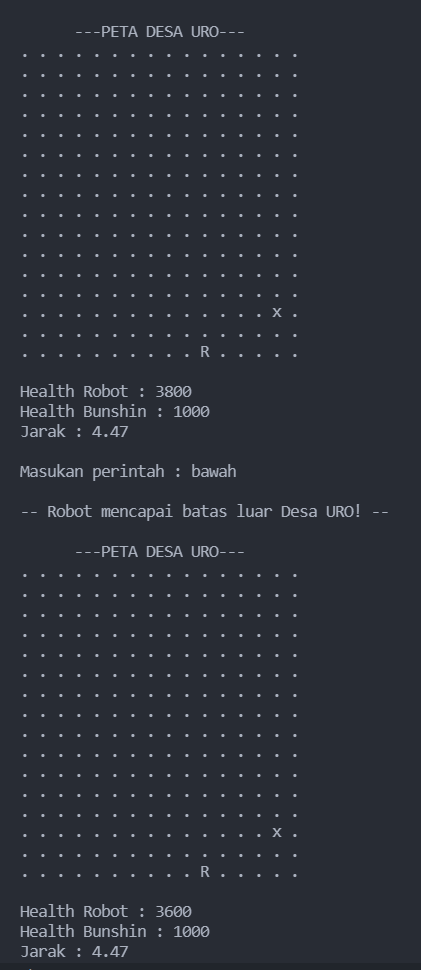 ---PETA DESA URO---
. . . . . . . . . . . . . . . .
. . . . . . . . . . . . . . . .
. . . . . . . . . . . . . . . .
. . . . . . . . . . . . . . . .
. . . . . . . . . . . . . . . .
. . . . . . . . . . . . . . . .
. . . . . . . . . . . . . . . .
. . . . . . . . . . . . . . . .
. . . . . . . . . . . . . . . .
. . . . . . . . . . . . . . . .
. . . . . . . . . . . . . . . .
. . . . . . . . . . . . . . . .
. . . . . . . . . . . . . . . .
. . . . . . . . . . . . . . x .
. . . . . . . . . . . . . . . .
. . . . . . . . . . R . . . . .
Health Robot : 3800
Health Bunshin : 1000
Jarak : 4.47
Masukan perintah : bawah
-- Robot mencapai batas luar Desa URO! --
---PETA DESA URO---
. . . . . . . . . . . . . . . .
. . . . . . . . . . . . . . . .
. . . . . . . . . . . . . . . .
. . . . . . . . . . . . . . . .
. . . . . . . . . . . . . . . .
. . . . . . . . . . . . . . . .
. . . . . . . . . . . . . . . .
. . . . . . . . . . . . . . . .
. . . . . . . . . . . . . . . .
. . . . . . . . . . . . . . . .
. . . . . . . . . . . . . . . .
. . . . . . . . . . . . . . . .
. . . . . . . . . . . . . . . .
. . . . . . . . . . . . . . x .
. . . . . . . . . . . . . . . .
. . . . . . . . . . R . . . . .
Health Robot : 3600
Health Bunshin : 1000
Jarak : 4.47